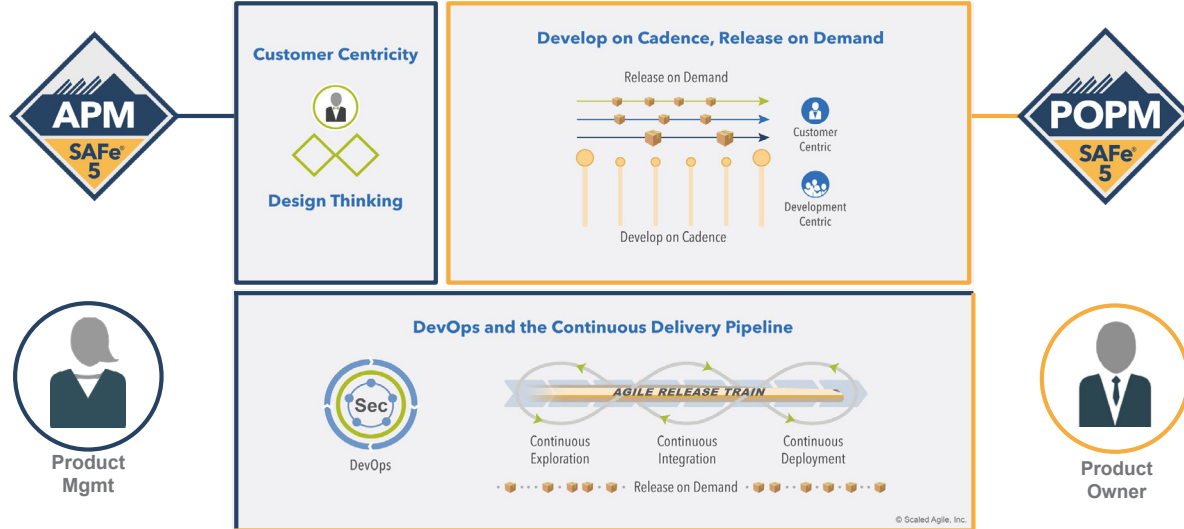 APM
SAFe®
5
Product
Mgmt
Customer Centricity
Design Thinking
Develop on Cadence, Release on Demand
Release on Demand
Customer
Centric
Development
Centric
Develop on Cadence
POPM
SAFe®
5
Product
Owner
DevOps and the Continuous Delivery Pipeline
Sec
DevOps
AGILE RELEASE TRAIN
Continuous
Exploration
Continuous
Integration
Continuous
Deployment
Release on Demand
© Scaled Agile, Inc.